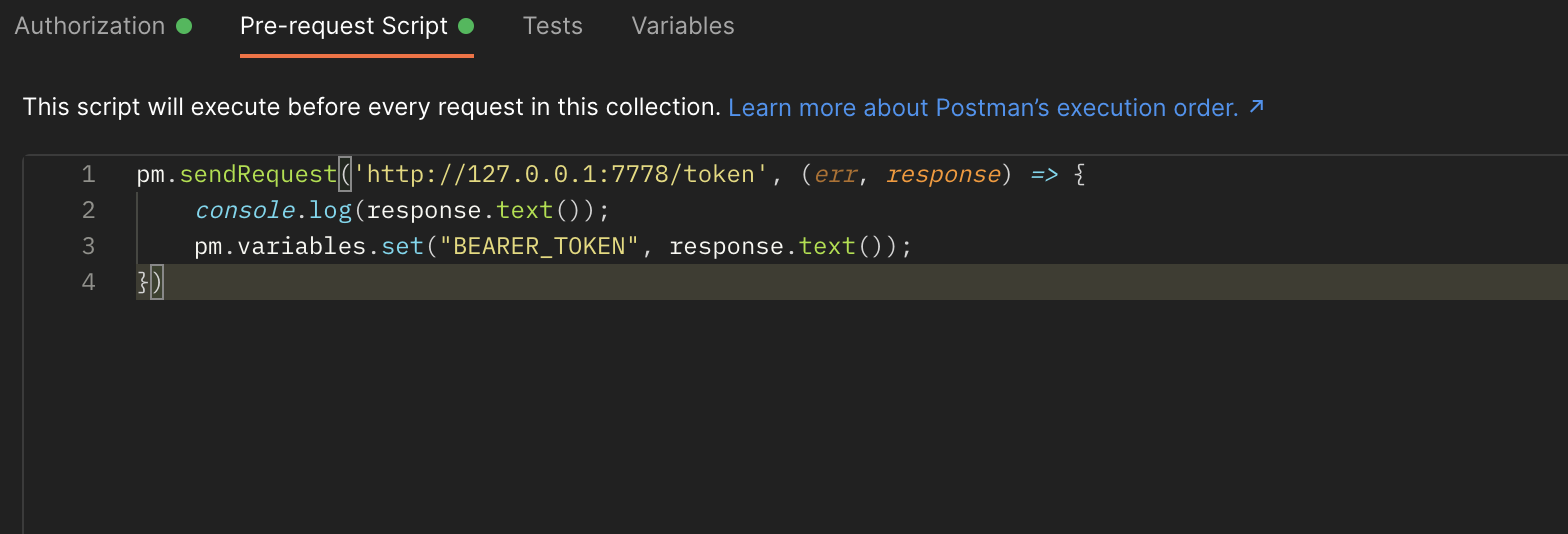 Authorization Pre-request Script Tests Variables
This script will execute before every request in this collection. Learn more about Postman’s execution order. ↗
1 pm.sendRequest('http://127.0.0.1:7778/token', (err, response) => {
2     console.log(response.text());
3     pm.variables.set("BEARER_TOKEN", response.text());
4 })